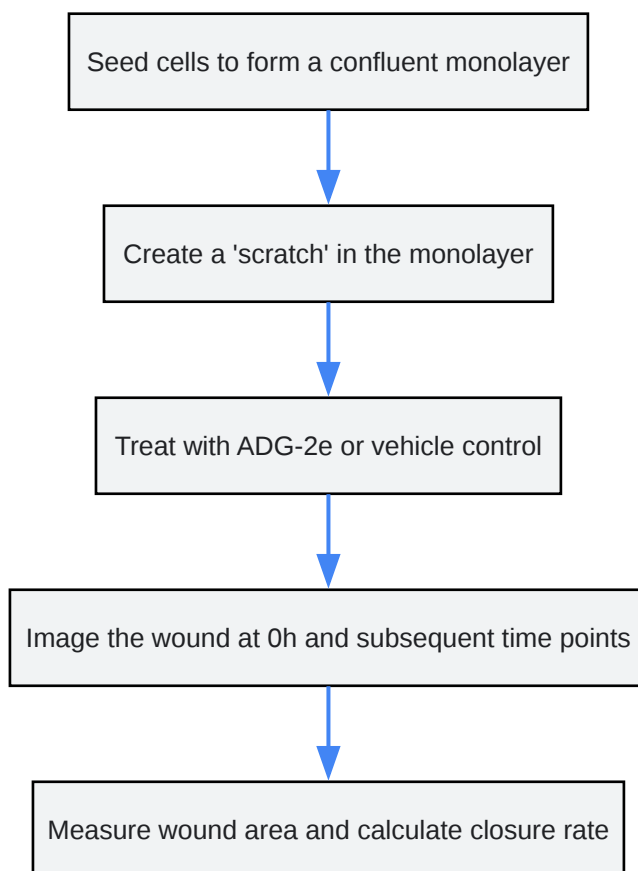 Seed cells to form a confluent monolayer
Create a 'scratch' in the monolayer
Treat with ADG-2e or vehicle control
Image the wound at 0h and subsequent time points
Measure wound area and calculate closure rate